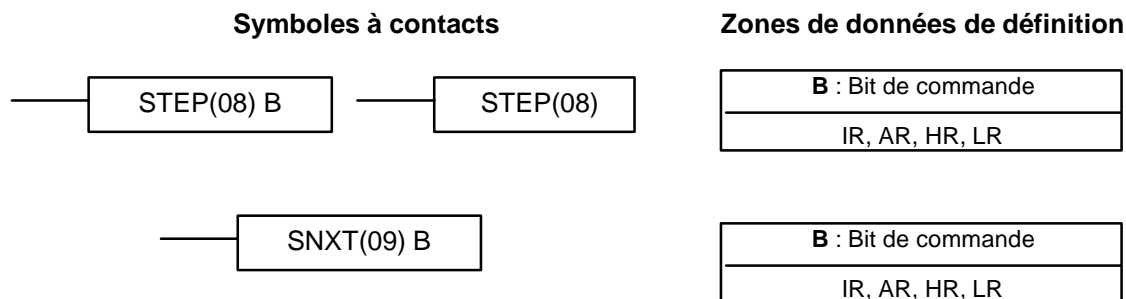 Symboles à contacts
Zones de données de définition
STEP(08) B
STEP(08)
B : Bit de commande
IR, AR, HR, LR
SNXT(09) B
B : Bit de commande
IR, AR, HR, LR